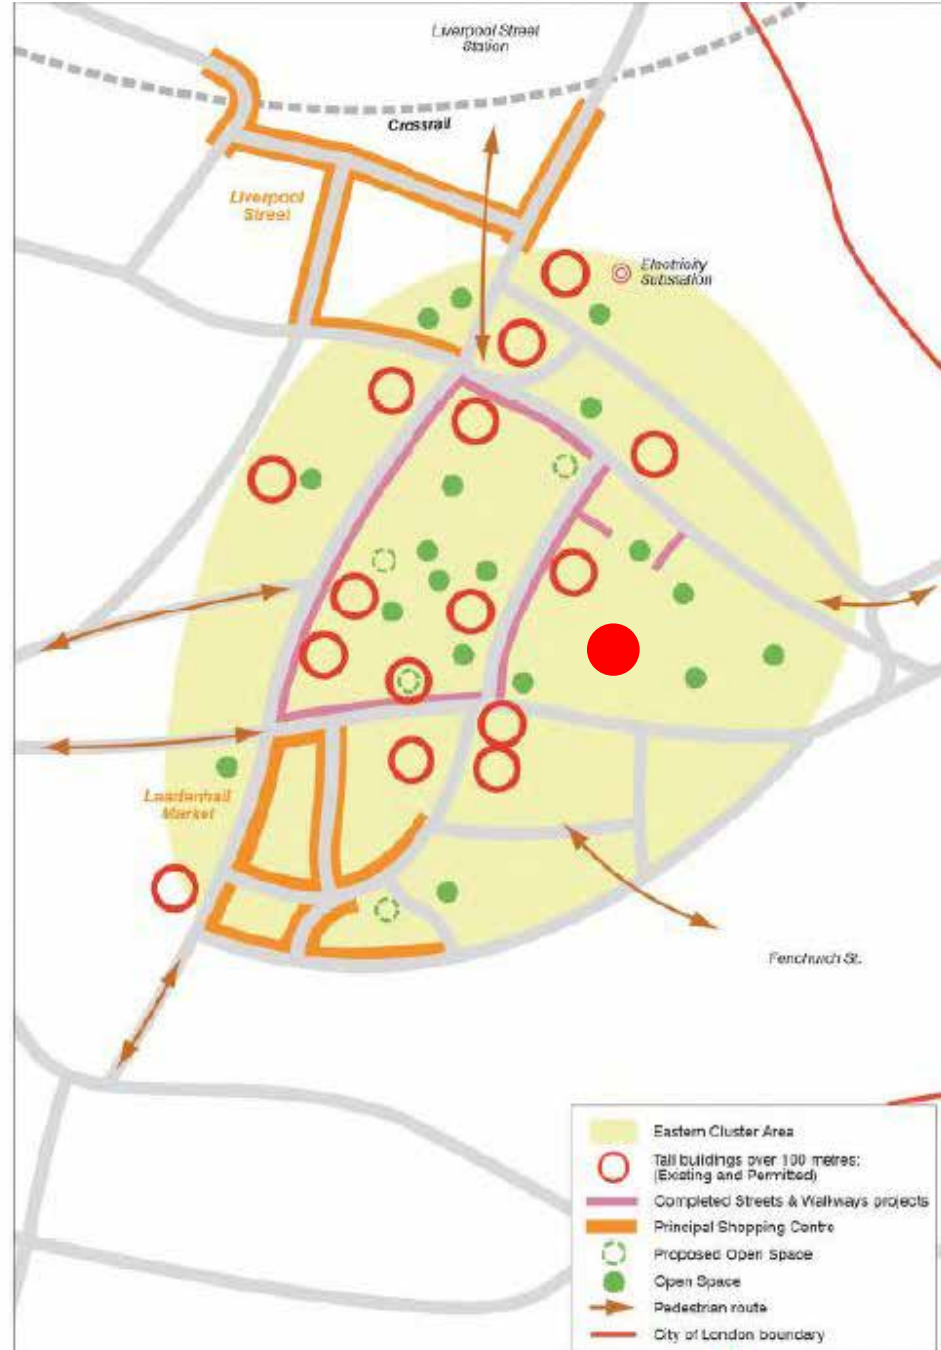 Liverpool Street
Station
Crossrail
Liverpool
Street
Electricity
Substation
Leadenhall
Market
Fenchurch St.
Eastern Cluster Area
Tall buildings over 100 metres:
(Existing and Permitted)
Completed Streets & Walkways projects
Principal Shopping Centre
Proposed Open Space
Open Space
Pedestrian route
City of London boundary